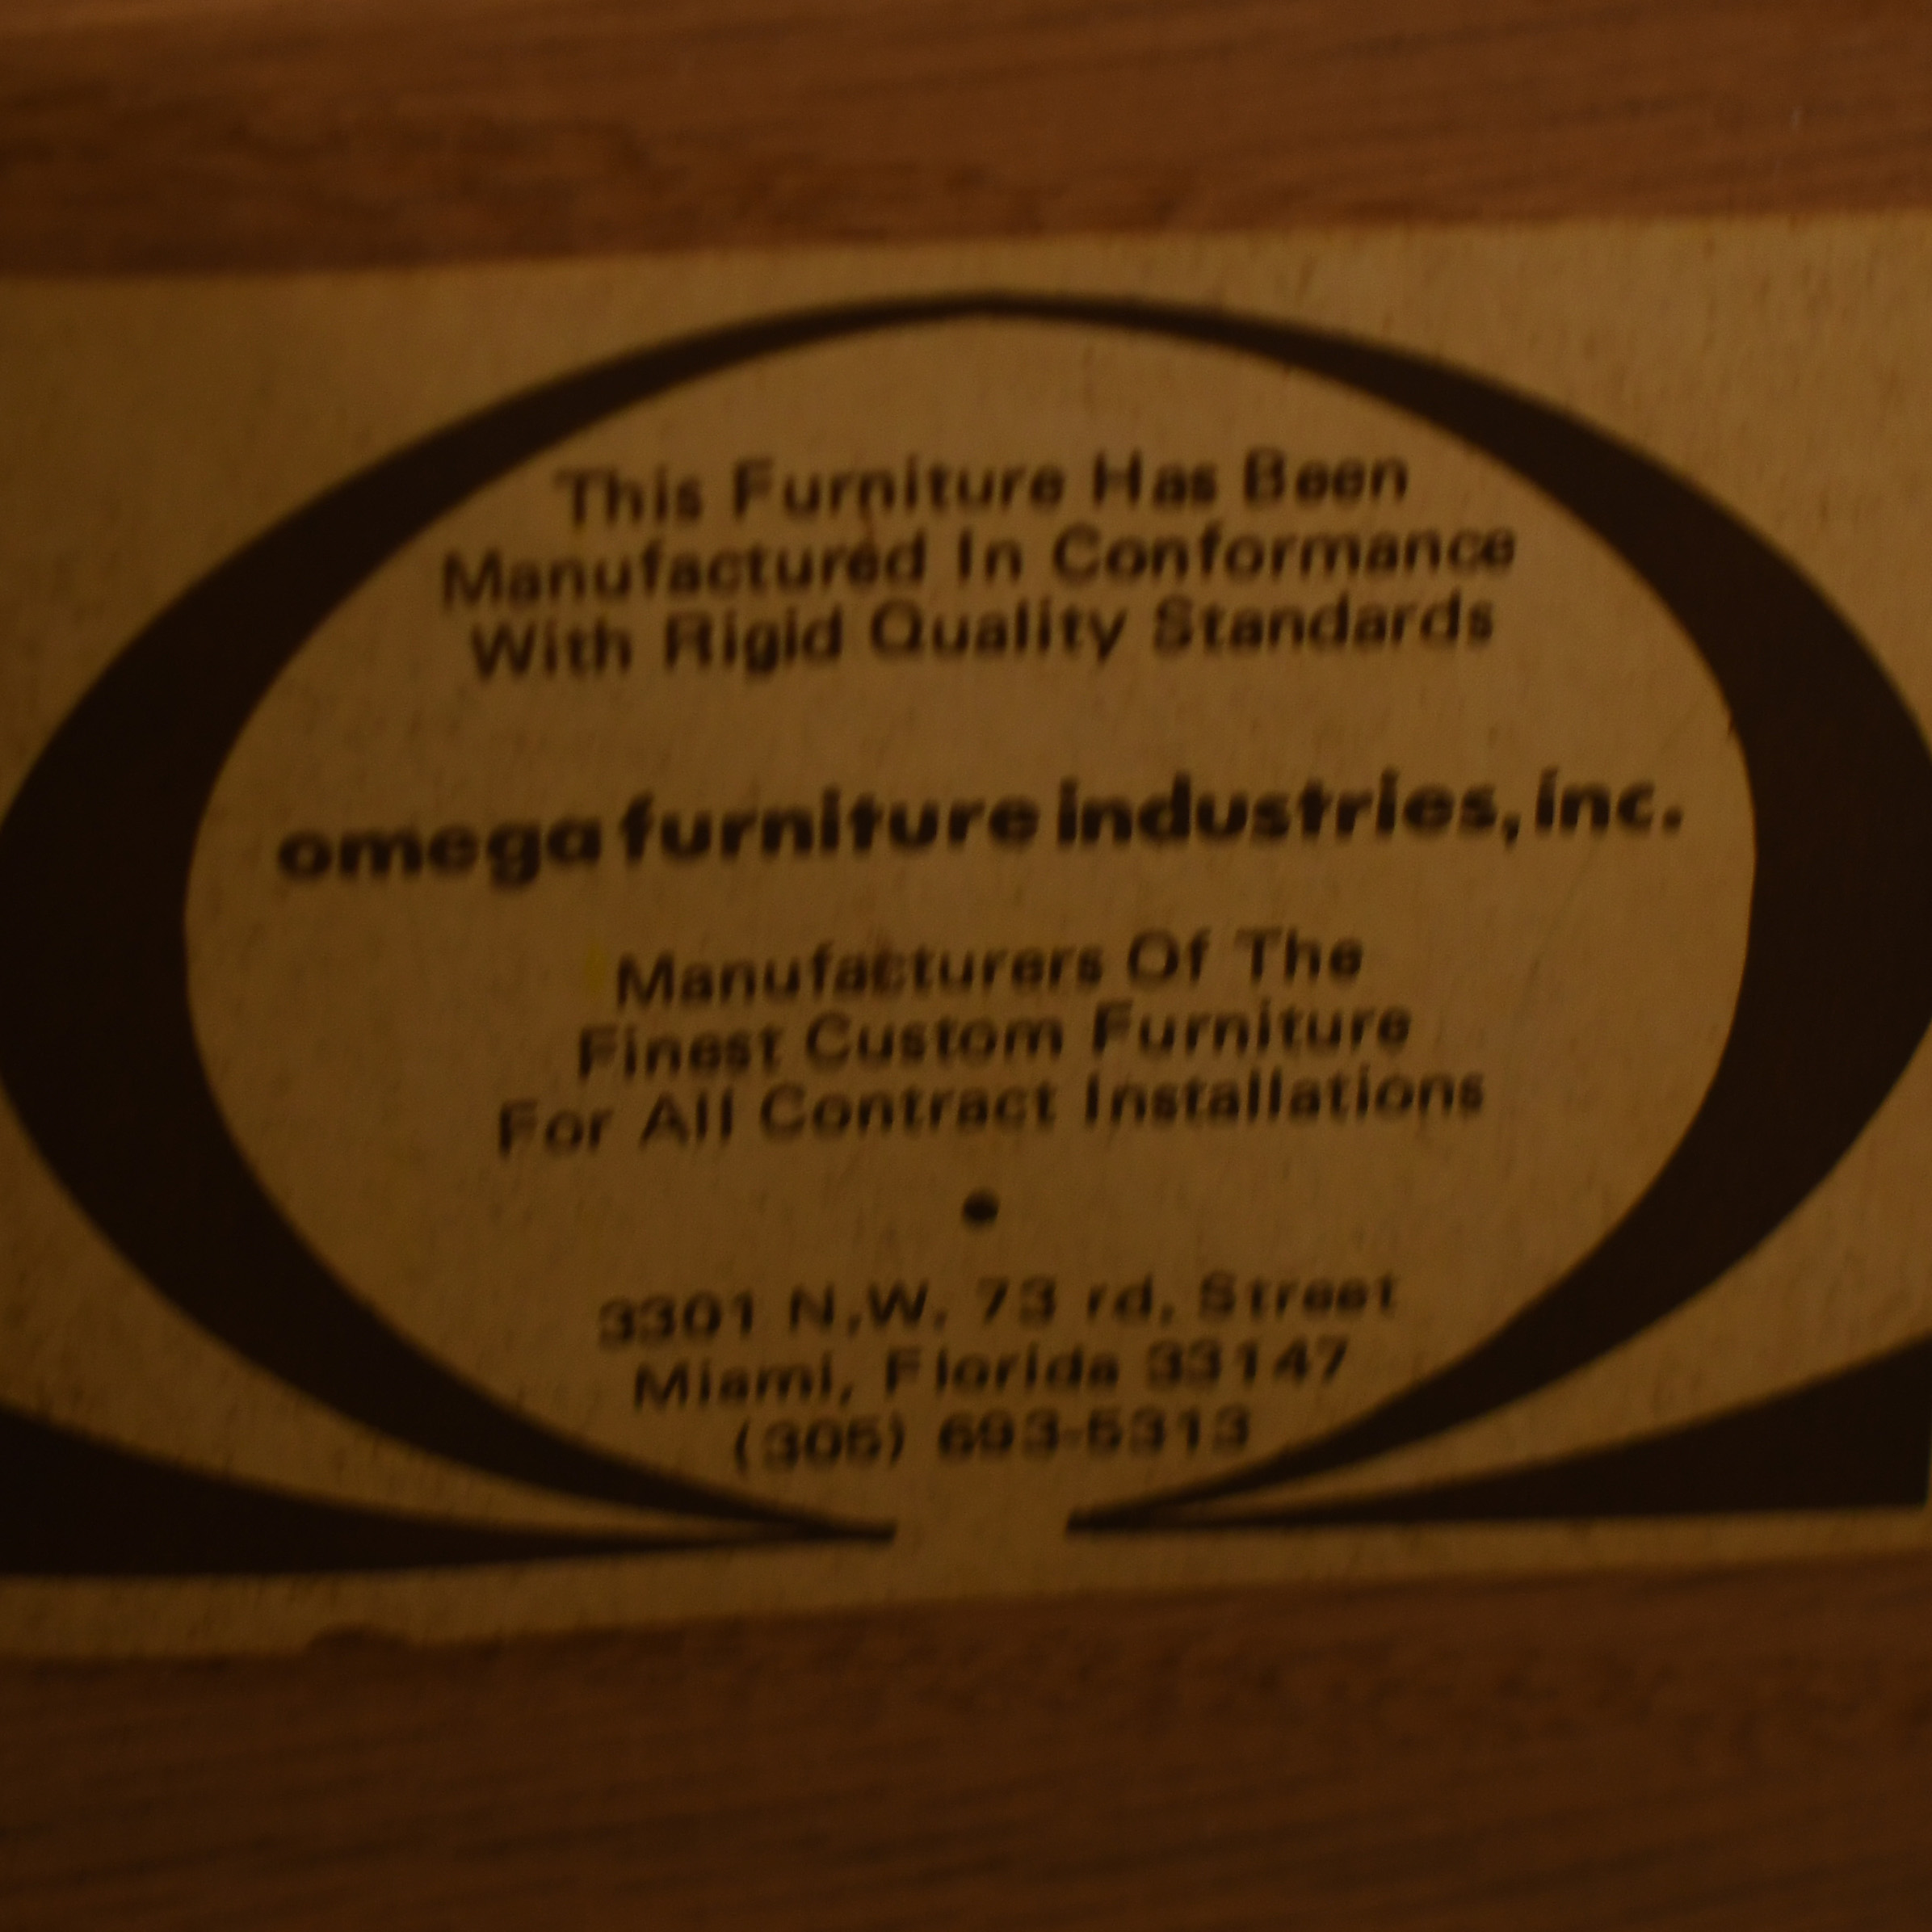 This Furniture Has Been
Manufactured In Conformance
With Rigid Quality Standards
omega furniture industries, inc.
Manufacturers Of The
Finest Custom Furniture
For All Contract Installations
•
3301 N.W. 73 rd. Street
Miami, Florida 33147
(305) 693-5313